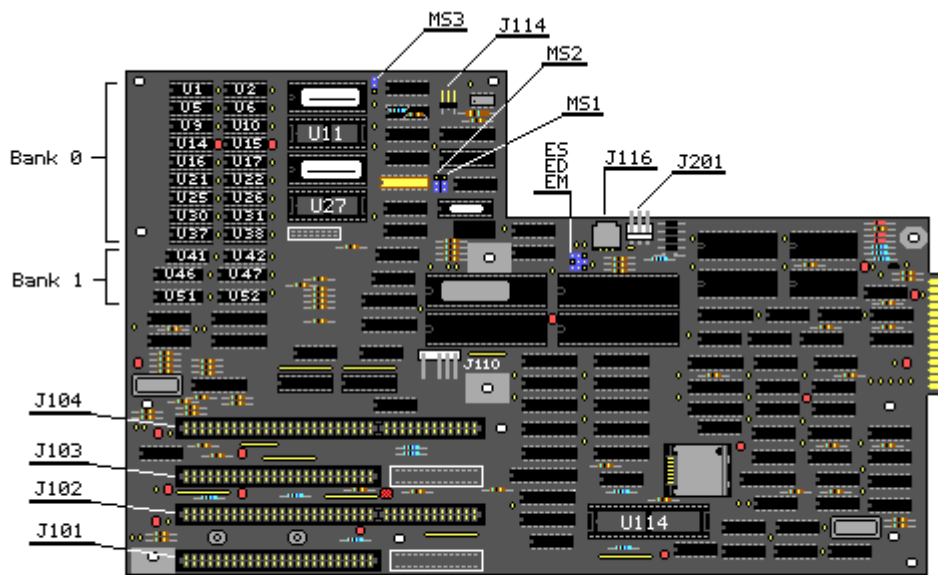 MS3
J114
MS2
MS1
ES
ED
EM
J116
J201
Bank 0
U1 U2
U5 U6
U9 U10
U14 U15
U16 U17
U21 U22
U25 U26
U30 U31
U37 U38
U11
U27
Bank 1
U41 U42
U46 U47
U51 U52
J110
J104
J103
J102
J101
U114